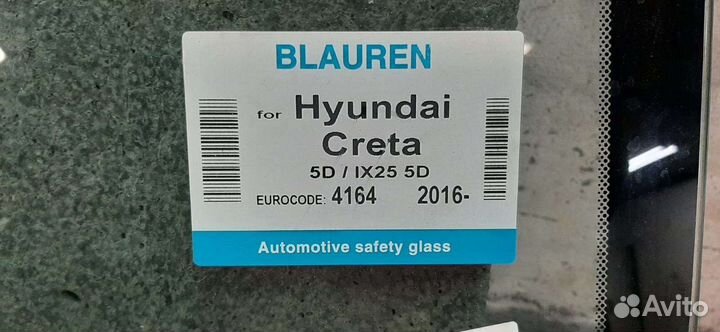 BLAUREN
for Hyundai
Creta
5D / IX25 5D
EUROCODE: 4164 2016-
Automotive safety glass
Avito